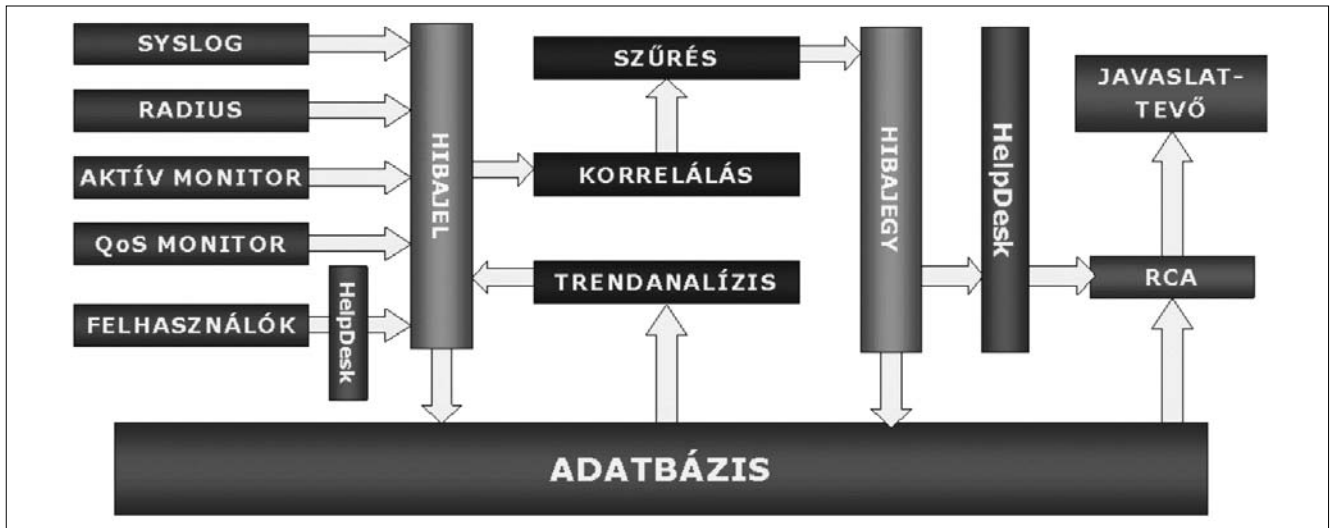 SYSLOG
RADIUS
AKTÍV MONITOR
QoS MONITOR
FELHASZNÁLÓK
HelpDesk
HIBAJEL
SZŰRÉS
KORRELÁLÁS
TRENDANALÍZIS
HIBAJEGY
HelpDesk
JAVASLAT-
TEVŐ
RCA
ADATBÁZIS